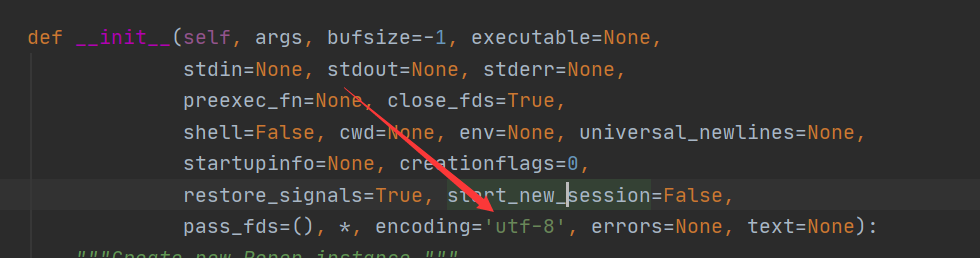 def __init__(self, args, bufsize=-1, executable=None,
stdin=None, stdout=None, stderr=None,
preexec_fn=None, close_fds=True,
shell=False, cwd=None, env=None, universal_newlines=None,
startupinfo=None, creationflags=0,
restore_signals=True, start_new_session=False,
pass_fds=(), *, encoding='utf-8', errors=None, text=None):
"""Create new Popen instance."""